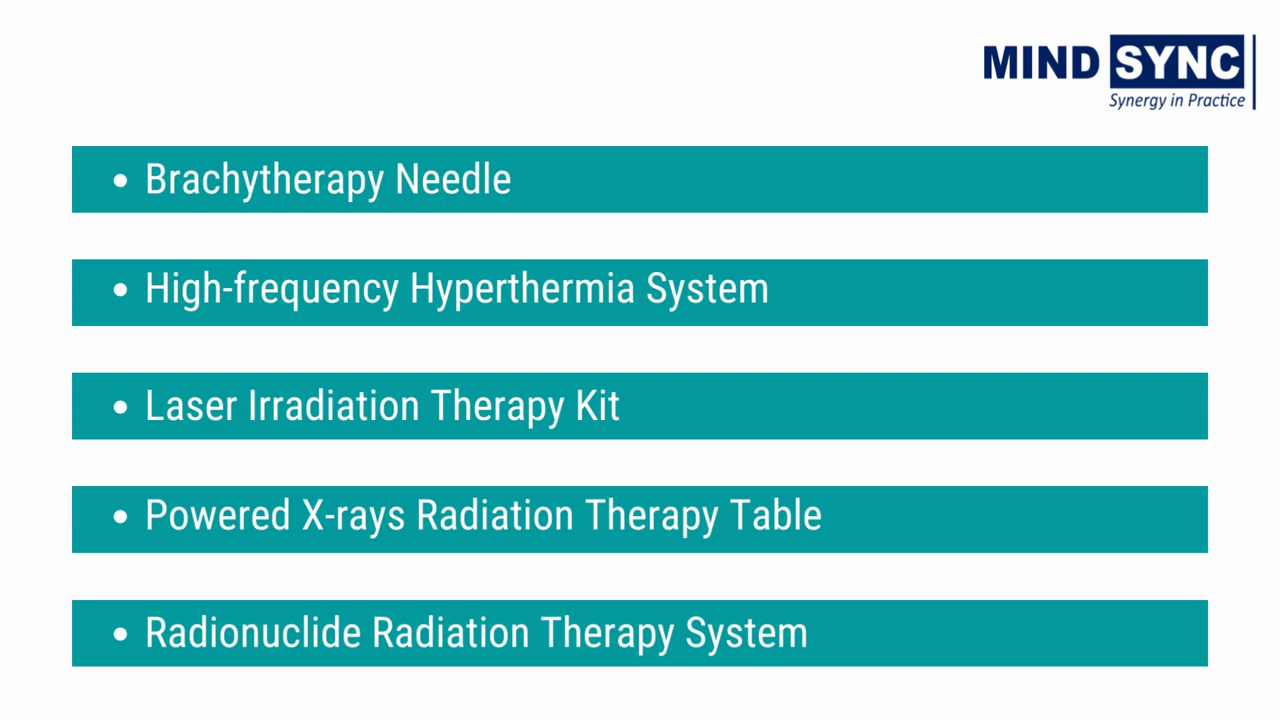 MIND SYNC
Synergy in Practice
• Brachytherapy Needle
• High-frequency Hyperthermia System
• Laser Irradiation Therapy Kit
• Powered X-rays Radiation Therapy Table
• Radionuclide Radiation Therapy System